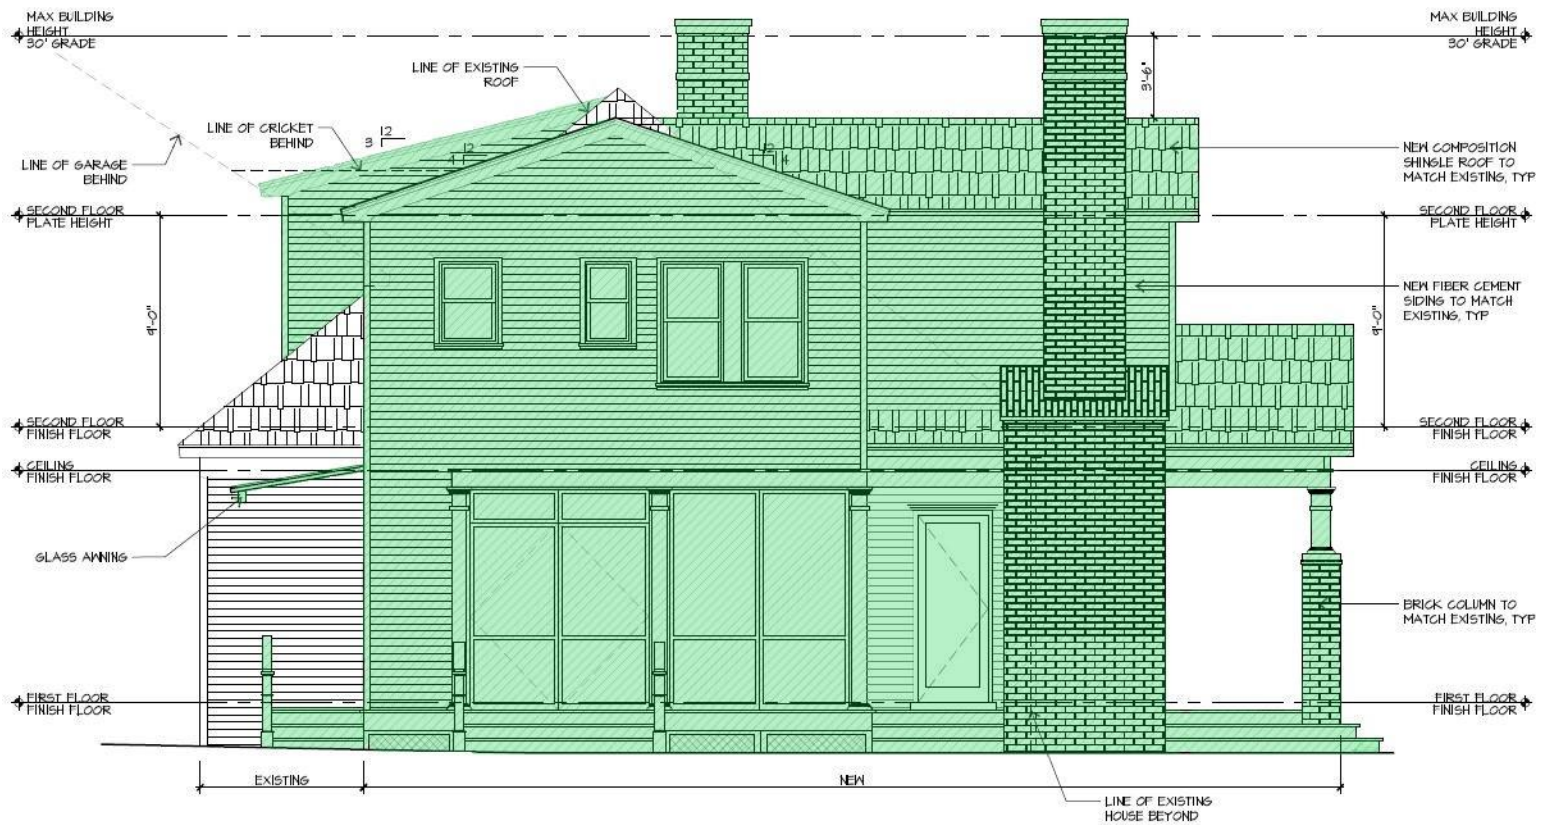 MAX BUILDING
HEIGHT
30' GRADE
MAX BUILDING
HEIGHT
30' GRADE
LINE OF EXISTING
ROOF
3'-6"
LINE OF CRICKET
BEHIND
12
3
12
4
12
4
LINE OF GARAGE
BEHIND
NEW COMPOSITION
SHINGLE ROOF TO
MATCH EXISTING, TYP
SECOND FLOOR
PLATE HEIGHT
SECOND FLOOR
PLATE HEIGHT
9'-0"
9'-0"
NEW FIBER CEMENT
SIDING TO MATCH
EXISTING, TYP
SECOND FLOOR
FINISH FLOOR
SECOND FLOOR
FINISH FLOOR
CEILING
FINISH FLOOR
CEILING
FINISH FLOOR
GLASS AWNING
BRICK COLUMN TO
MATCH EXISTING, TYP
FIRST FLOOR
FINISH FLOOR
FIRST FLOOR
FINISH FLOOR
EXISTING
NEW
LINE OF EXISTING
HOUSE BEYOND